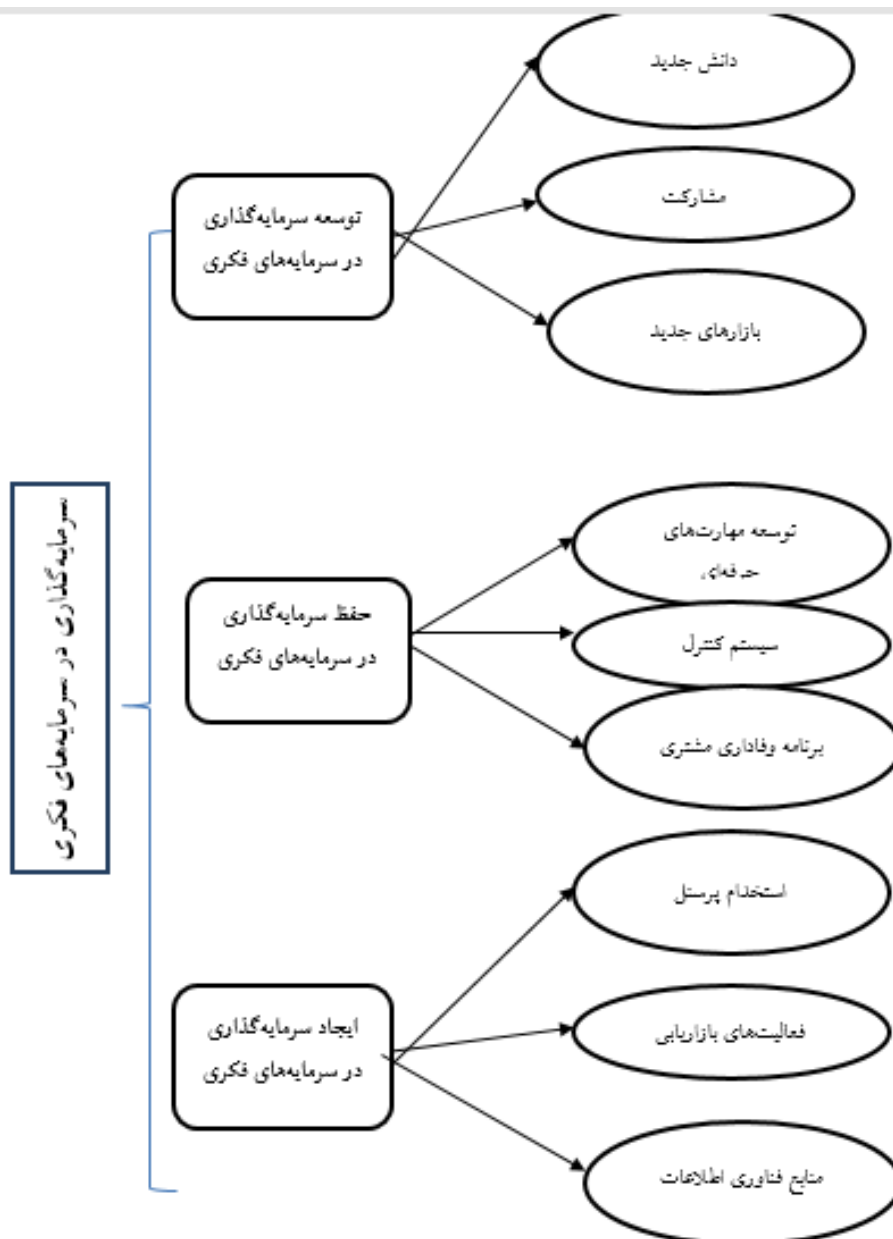 سرمایه‌گذاری در سرمایه‌های فکری
توسعه سرمایه‌گذاری
در سرمایه‌های فکری
دانش جدید
مشارکت
بازارهای جدید
حفظ سرمایه‌گذاری
در سرمایه‌های فکری
توسعه مهارت‌های
حرفه‌ای
سیستم کنترل
برنامه وفاداری مشتری
ایجاد سرمایه‌گذاری
در سرمایه‌های فکری
استخدام پرسنل
فعالیت‌های بازاریابی
منابع فناوری اطلاعات